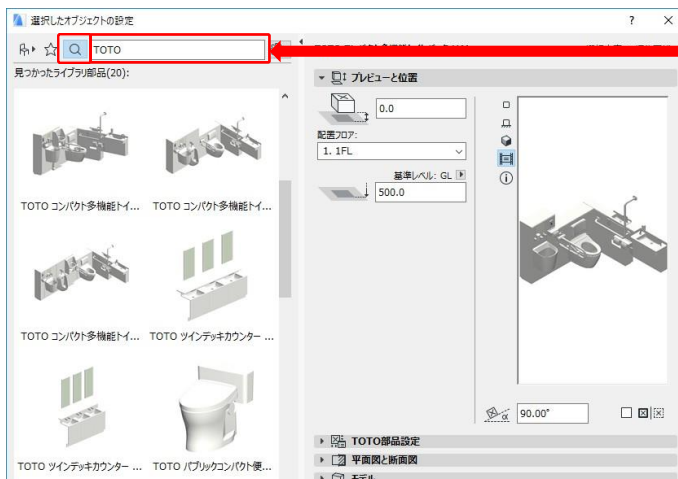 選択したオブジェクトの設定
? ×
TOTO
見つかったライブラリ部品(20):
TOTO コンパクト多機能トイ...
TOTO コンパクト多機能トイ...
TOTO コンパクト多機能トイ...
TOTO ツインデッキカウンター ...
TOTO ツインデッキカウンター ...
TOTO パブリックコンパクト便...
プレビューと位置
0.0
配置フロア:
1. 1FL
基準レベル: GL
500.0
α 90.00°
TOTO部品設定
平面図と断面図
モデル